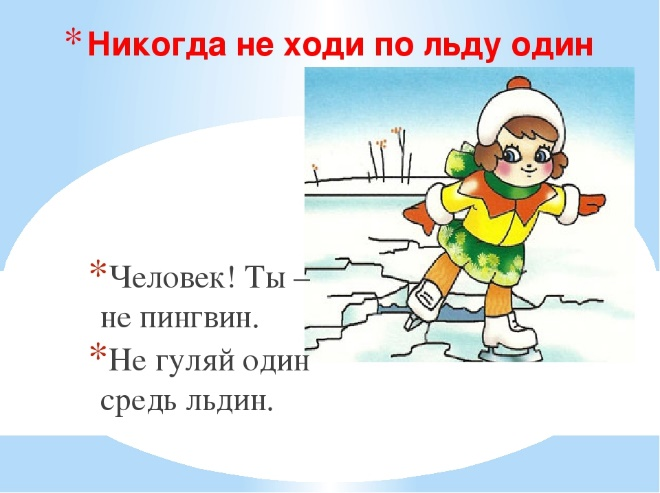 * Никогда не ходи по льду один
* Человек! Ты –
не пингвин.
* Не гуляй один
средь льдин.